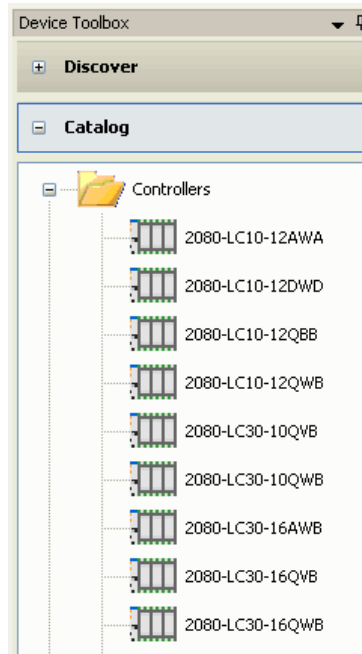 Device Toolbox
Discover
Catalog
Controllers
2080-LC10-12AWA
2080-LC10-12DWD
2080-LC10-12QBB
2080-LC10-12QWB
2080-LC30-10QVB
2080-LC30-10QWB
2080-LC30-16AWB
2080-LC30-16QVB
2080-LC30-16QWB